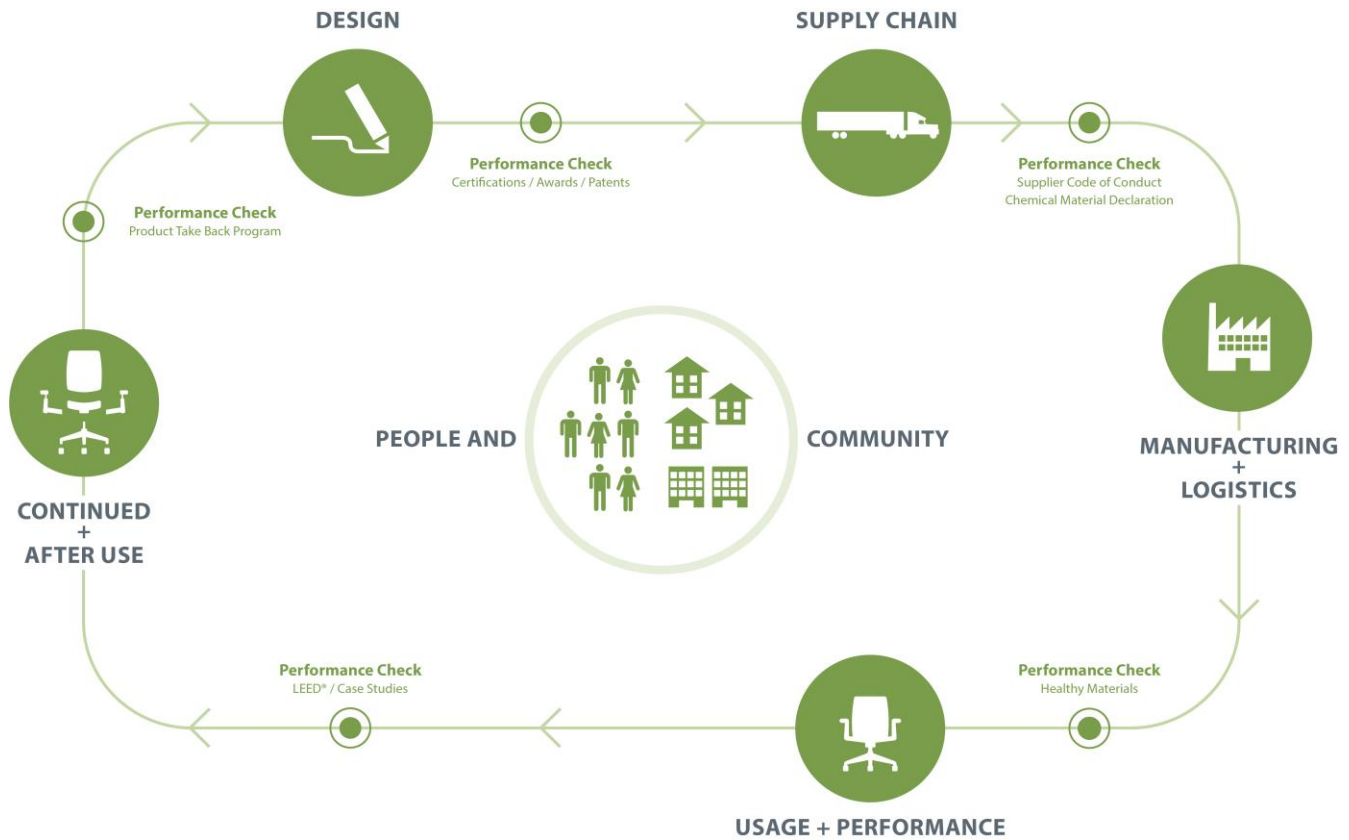 DESIGN
SUPPLY CHAIN
Performance Check
Certifications / Awards / Patents
Performance Check
Supplier Code of Conduct
Chemical Material Declaration
Performance Check
Product Take Back Program
PEOPLE AND
COMMUNITY
MANUFACTURING
+
LOGISTICS
CONTINUED
+
AFTER USE
Performance Check
LEED® / Case Studies
Performance Check
Healthy Materials
USAGE + PERFORMANCE